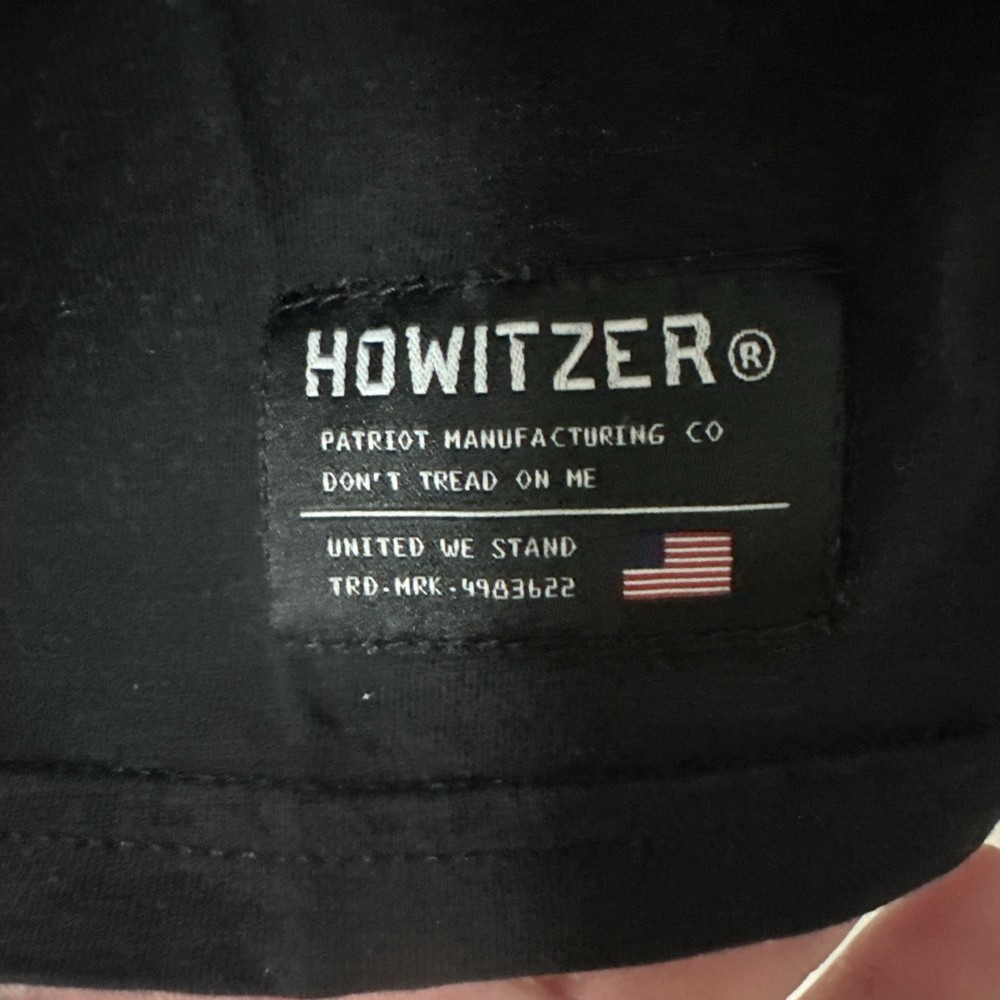 HOWITZER®
PATRIOT MANUFACTURING CO
DON'T TREAD ON ME
UNITED WE STAND
TRD-MRK-4983622